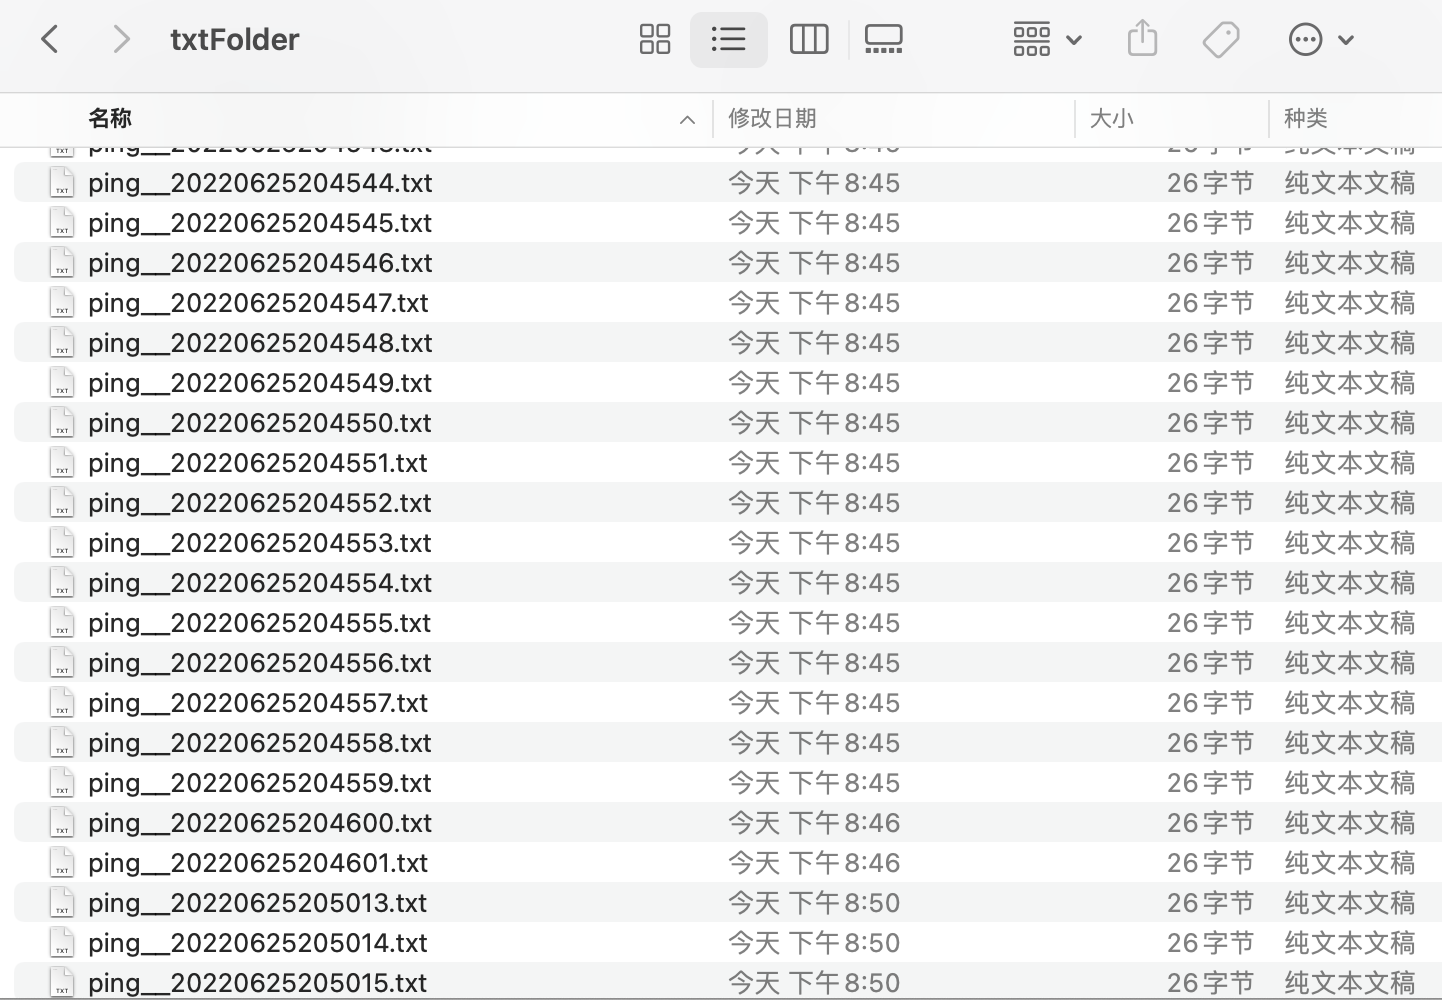 txtFolder
名称 修改日期 大小 种类
ping__20220625204544.txt 今天 下午8:45 26字节 纯文本文稿
ping__20220625204545.txt 今天 下午8:45 26字节 纯文本文稿
ping__20220625204546.txt 今天 下午8:45 26字节 纯文本文稿
ping__20220625204547.txt 今天 下午8:45 26字节 纯文本文稿
ping__20220625204548.txt 今天 下午8:45 26字节 纯文本文稿
ping__20220625204549.txt 今天 下午8:45 26字节 纯文本文稿
ping__20220625204550.txt 今天 下午8:45 26字节 纯文本文稿
ping__20220625204551.txt 今天 下午8:45 26字节 纯文本文稿
ping__20220625204552.txt 今天 下午8:45 26字节 纯文本文稿
ping__20220625204553.txt 今天 下午8:45 26字节 纯文本文稿
ping__20220625204554.txt 今天 下午8:45 26字节 纯文本文稿
ping__20220625204555.txt 今天 下午8:45 26字节 纯文本文稿
ping__20220625204556.txt 今天 下午8:45 26字节 纯文本文稿
ping__20220625204557.txt 今天 下午8:45 26字节 纯文本文稿
ping__20220625204558.txt 今天 下午8:45 26字节 纯文本文稿
ping__20220625204559.txt 今天 下午8:45 26字节 纯文本文稿
ping__20220625204600.txt 今天 下午8:46 26字节 纯文本文稿
ping__20220625204601.txt 今天 下午8:46 26字节 纯文本文稿
ping__20220625205013.txt 今天 下午8:50 26字节 纯文本文稿
ping__20220625205014.txt 今天 下午8:50 26字节 纯文本文稿
ping__20220625205015.txt 今天 下午8:50 26字节 纯文本文稿